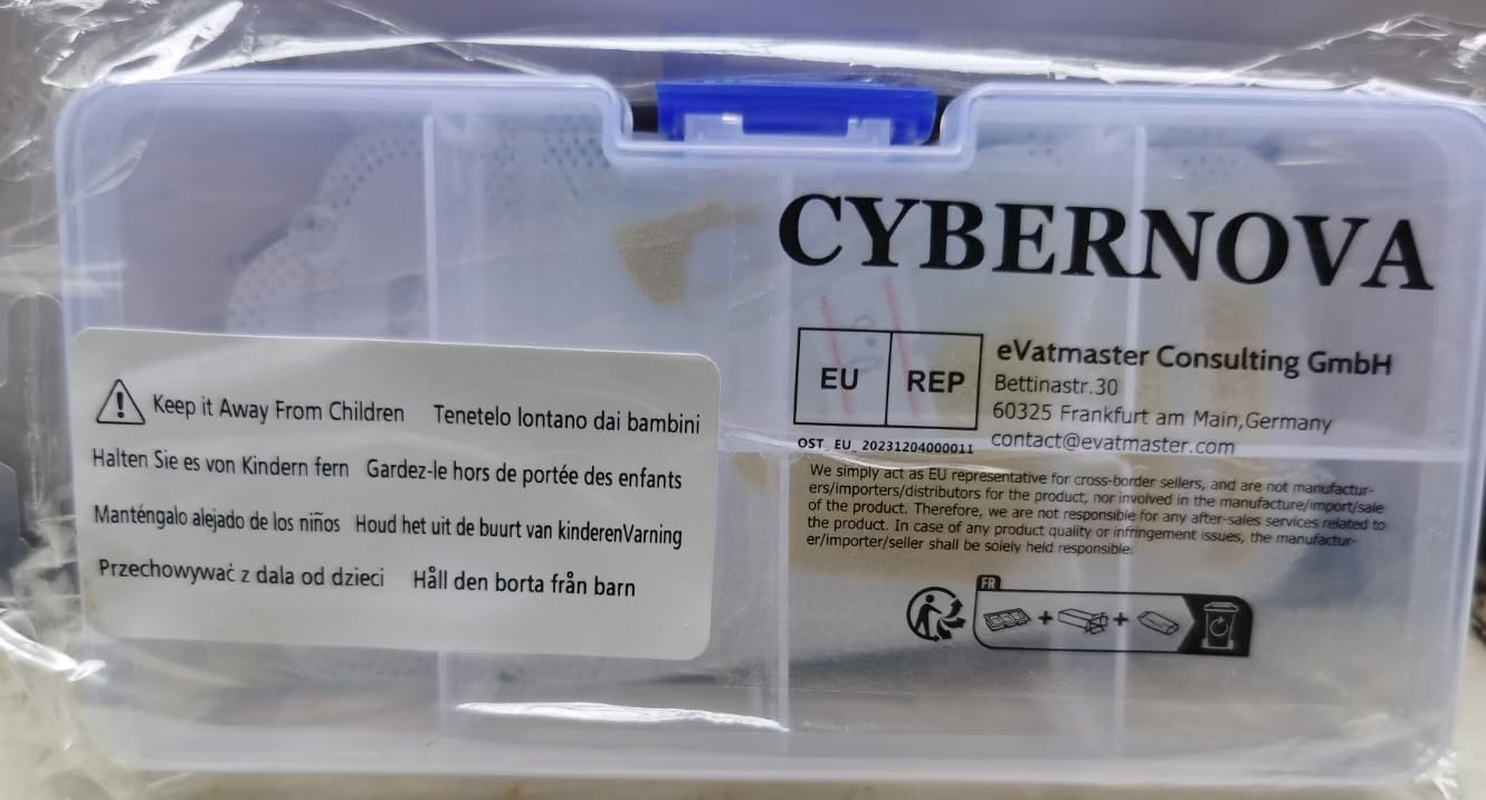 CYBERNOVA
EU REP
eVatmaster Consulting GmbH
Bettinastr.30
60325 Frankfurt am Main,Germany
contact@evatmaster.com
OST_EU_20231204000011
We simply act as EU representative for cross-border sellers, and are not manufactur-
ers/importers/distributors for the product, nor involved in the manufacture/import/sale
of the product. Therefore, we are not responsible for any after-sales services related to
the product. In case of any product quality or infringement issues, the manufactur-
er/importer/seller shall be solely held responsible.
FR
Keep it Away From Children Tenetelo lontano dai bambini
Halten Sie es von Kindern fern Gardez-le hors de portée des enfants
Manténgalo alejado de los niños Houd het uit de buurt van kinderenVarning
Przechowywać z dala od dzieci Håll den borta från barn